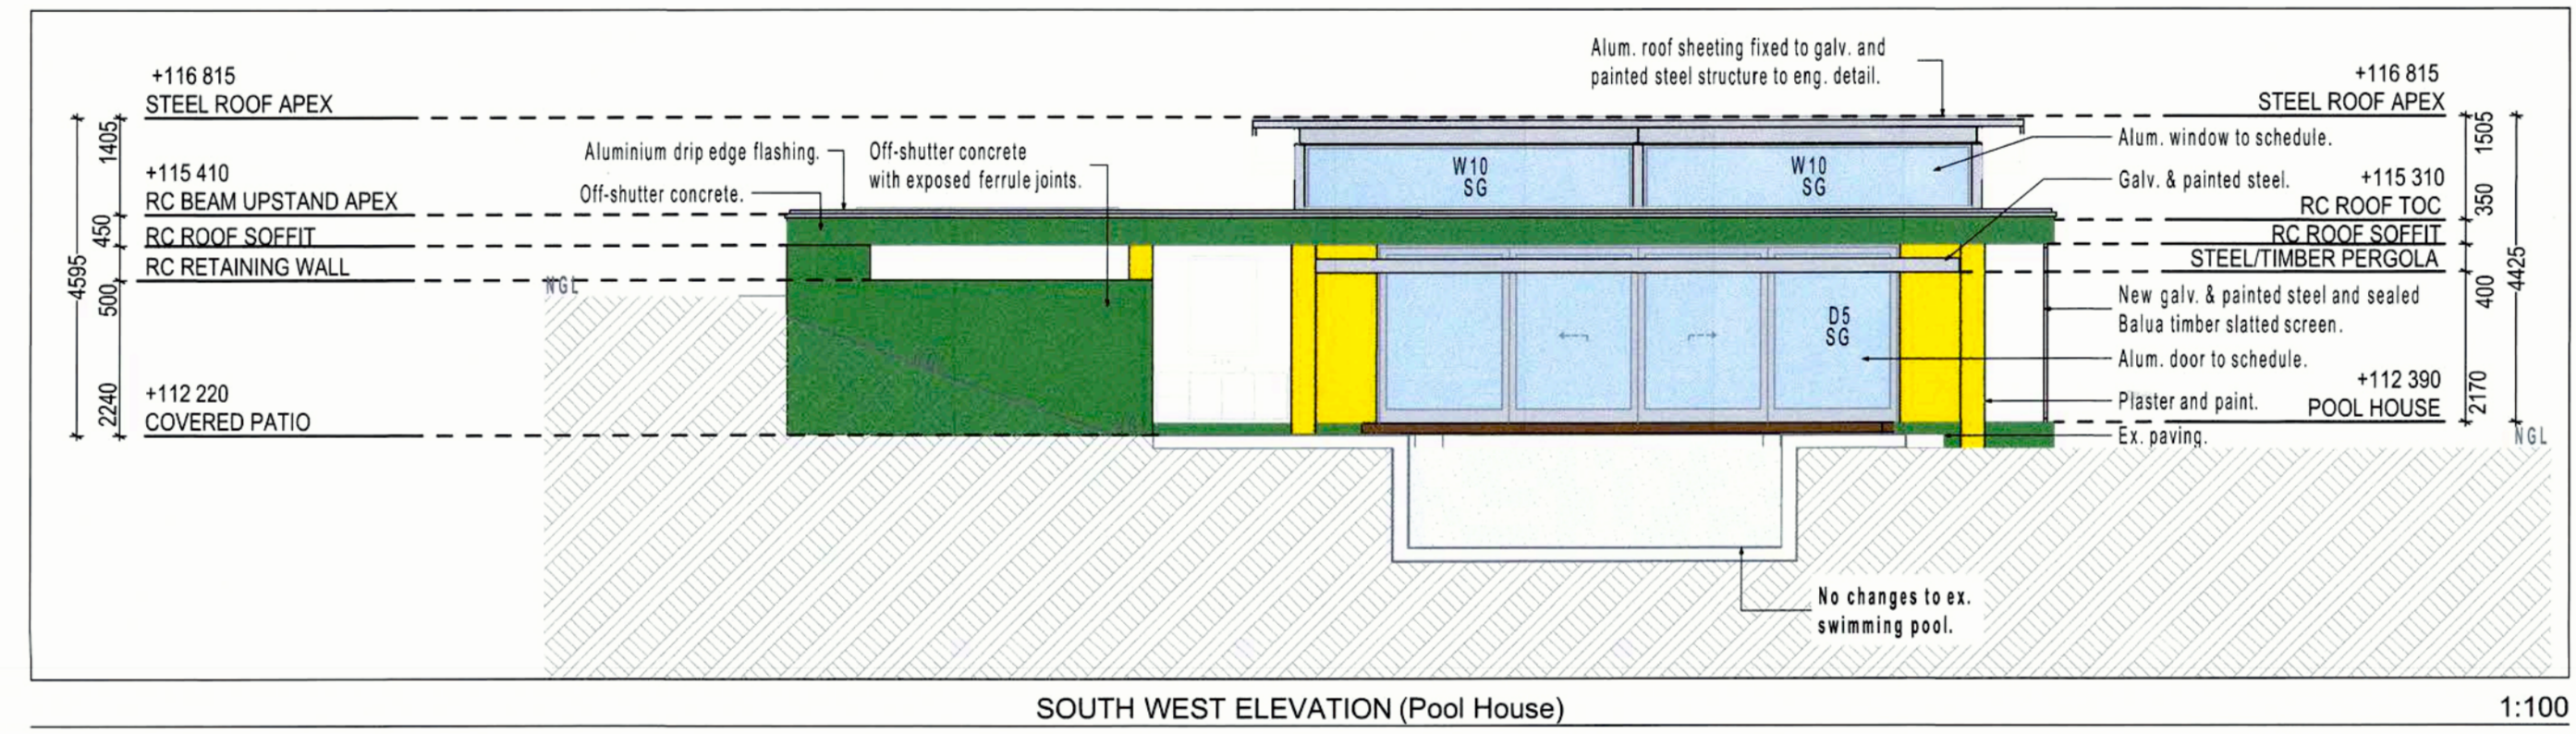 +116 815
STEEL ROOF APEX
+115 410
RC BEAM UPSTAND APEX
RC ROOF SOFFIT
RC RETAINING WALL
+112 220
COVERED PATIO
4595
1405
450
500
2240
NGL
Aluminium drip edge flashing.
Off-shutter concrete.
Off-shutter concrete
with exposed ferrule joints.
Alum. roof sheeting fixed to galv. and
painted steel structure to eng. detail.
W10
SG
W10
SG
D5
SG
No changes to ex.
swimming pool.
Alum. window to schedule.
Galv. & painted steel.
New galv. & painted steel and sealed
Balua timber slatted screen.
Alum. door to schedule.
Plaster and paint.
Ex. paving.
+116 815
STEEL ROOF APEX
+115 310
RC ROOF TOC
RC ROOF SOFFIT
STEEL/TIMBER PERGOLA
+112 390
POOL HOUSE
1505
350
400
2170
4425
NGL
SOUTH WEST ELEVATION (Pool House)
1:100